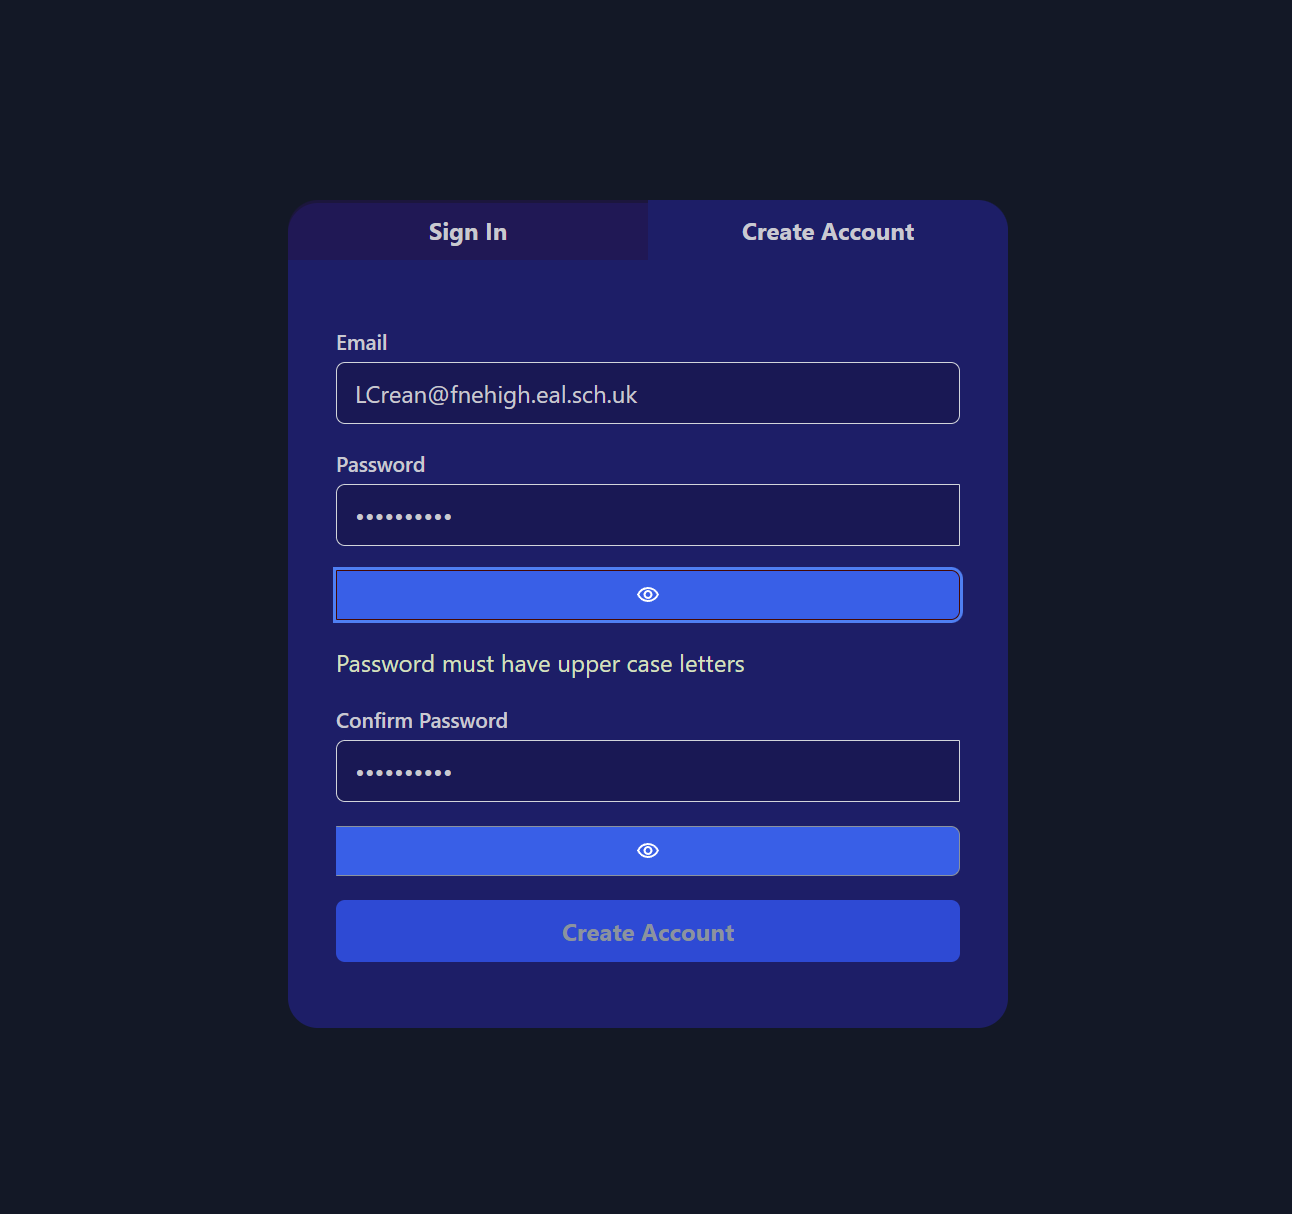 Sign In
Create Account
Email
LCrean@fnehigh.eal.sch.uk
Password
••••••••••
Password must have upper case letters
Confirm Password
••••••••••
Create Account